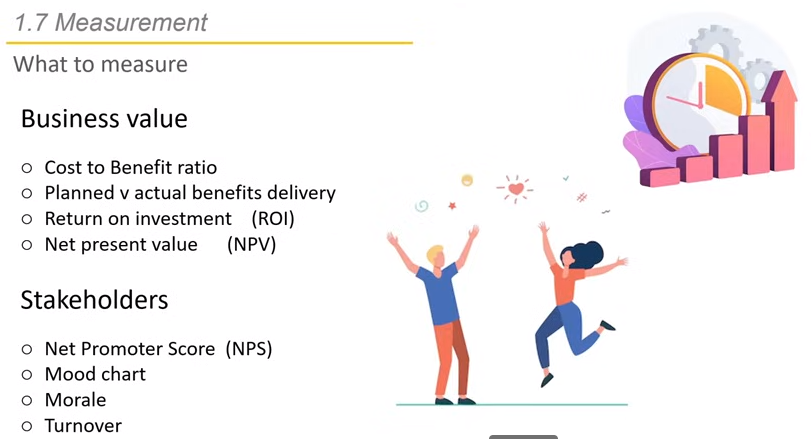 1.7 Measurement
What to measure
Business value
○ Cost to Benefit ratio
○ Planned v actual benefits delivery
○ Return on investment (ROI)
○ Net present value (NPV)
Stakeholders
○ Net Promoter Score (NPS)
○ Mood chart
○ Morale
○ Turnover